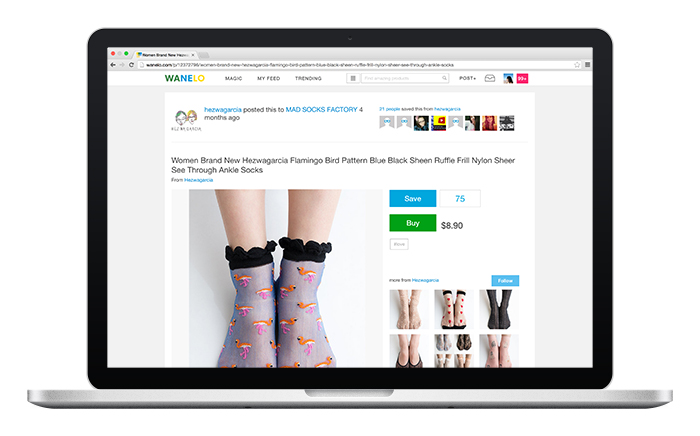 Women Brand New Hezwa
wanelo.com/p/12372796/women-brand-new-hezwagarcia-flamingo-bird-pattern-blue-black-sheen-ruffle-frill-nylon-sheer-see-through-ankle-socks
WANELO MAGIC MY FEED TRENDING Find amazing products POST+ 99+
hezwagarcia posted this to MAD SOCKS FACTORY 4
months ago
HEZWAGARCIA
21 people saved this from hezwagarcia
Women Brand New Hezwagarcia Flamingo Bird Pattern Blue Black Sheen Ruffle Frill Nylon Sheer
See Through Ankle Socks
From Hezwagarcia
Save 75
Buy $8.90
more from Hezwagarcia Follow